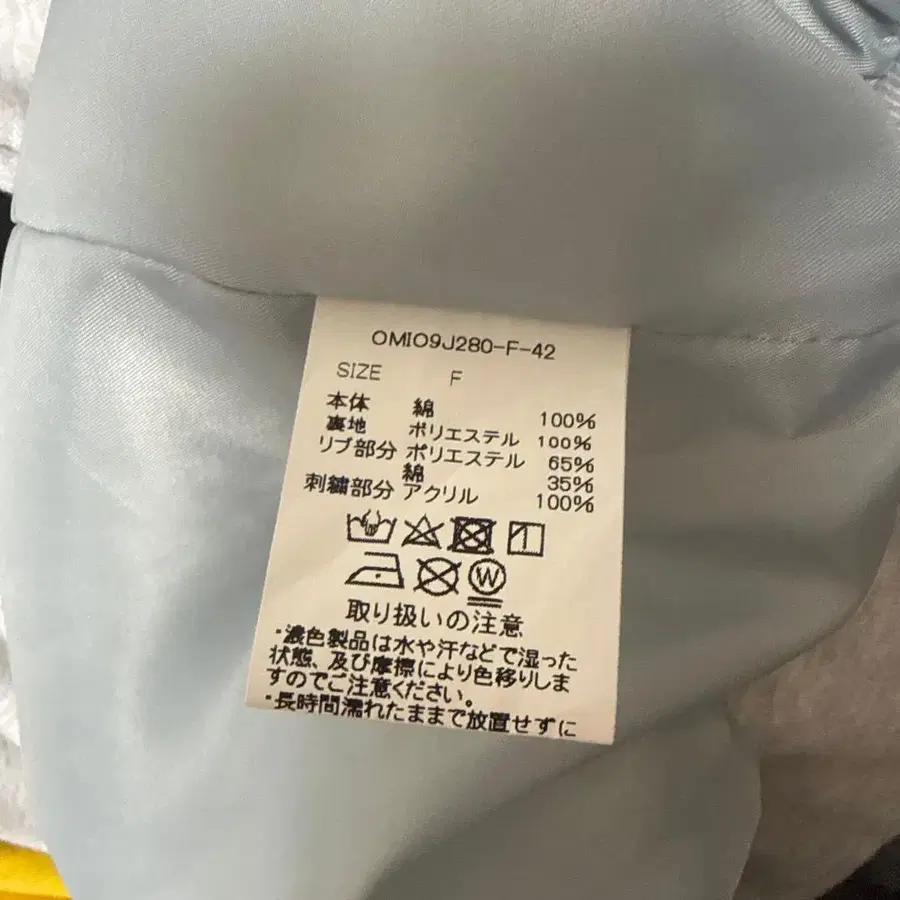 OMIO9J280-F-42
SIZE F
本体 綿 100%
裏地 ポリエステル 100%
リブ部分 ポリエステル 65%
綿 35%
刺繍部分 アクリル 100%
W
取り扱いの注意
・濃色製品は水や汗などで湿った
状態、及び摩擦により色移りしま
すのでご注意ください。
・長時間濡れたままで放置せずに